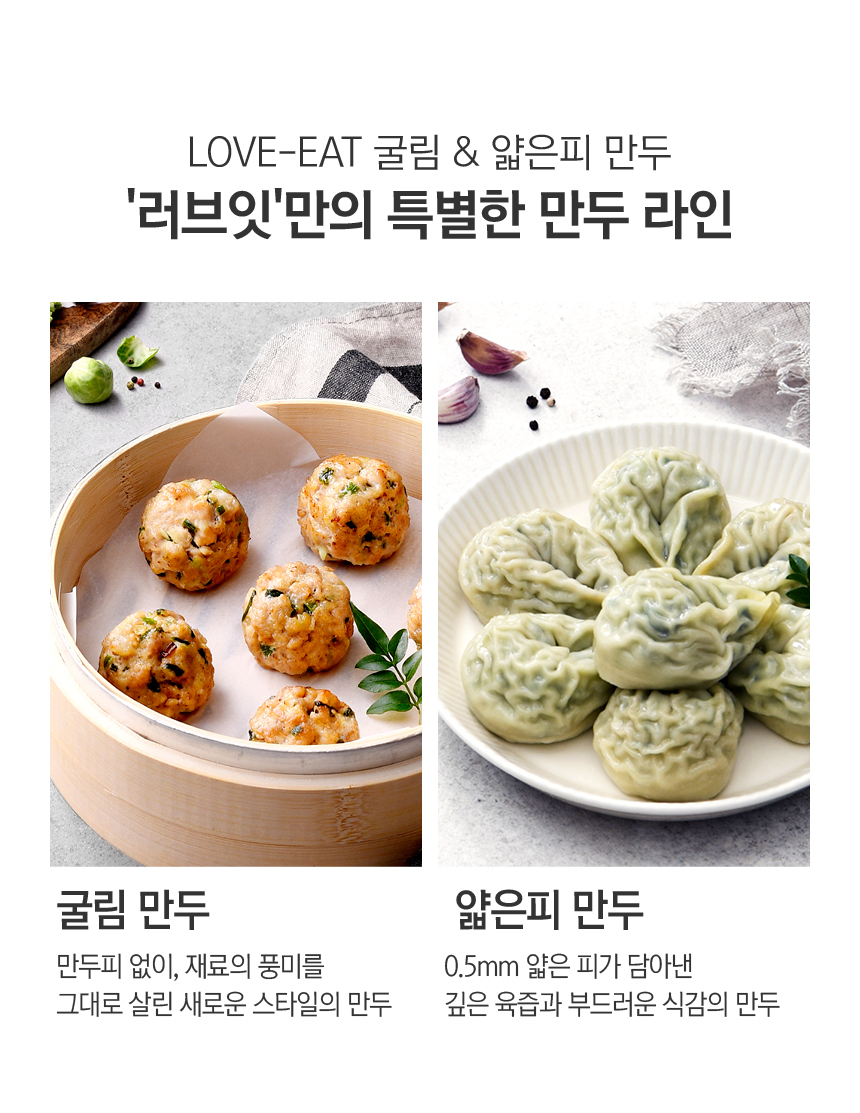 LOVE-EAT 굴림 & 얇은피 만두
'러브잇'만의 특별한 만두 라인
굴림 만두
만두피 없이, 재료의 풍미를
그대로 살린 새로운 스타일의 만두
얇은피 만두
0.5mm 얇은 피가 담아낸
깊은 육즙과 부드러운 식감의 만두